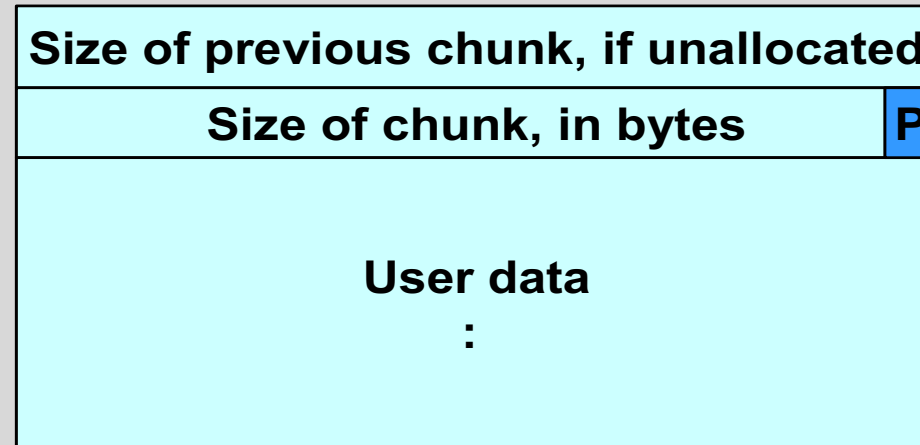 Size of previous chunk, if unallocated
Size of chunk, in bytes P
User data
: